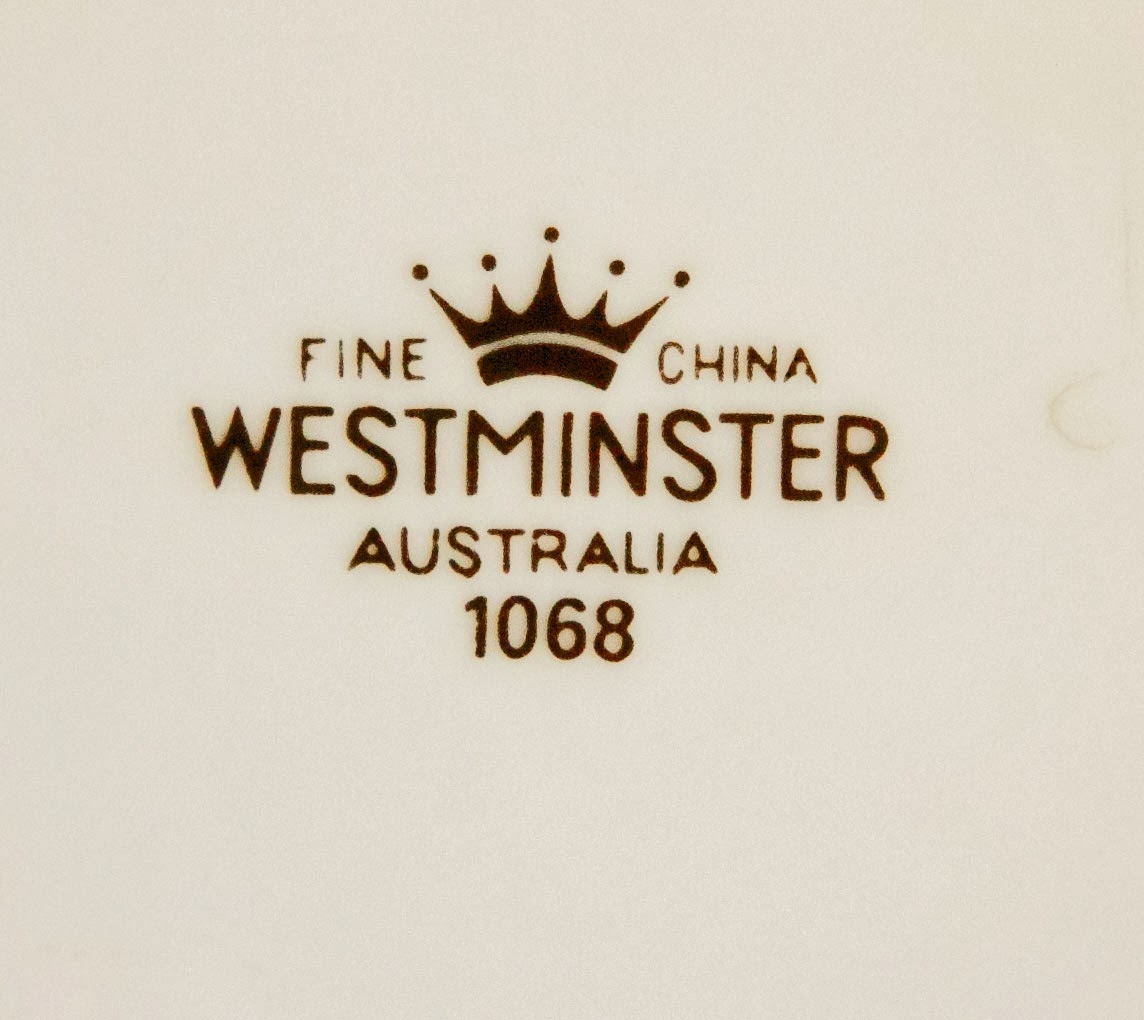 FINE CHINA
WESTMINSTER
AUSTRALIA
1068